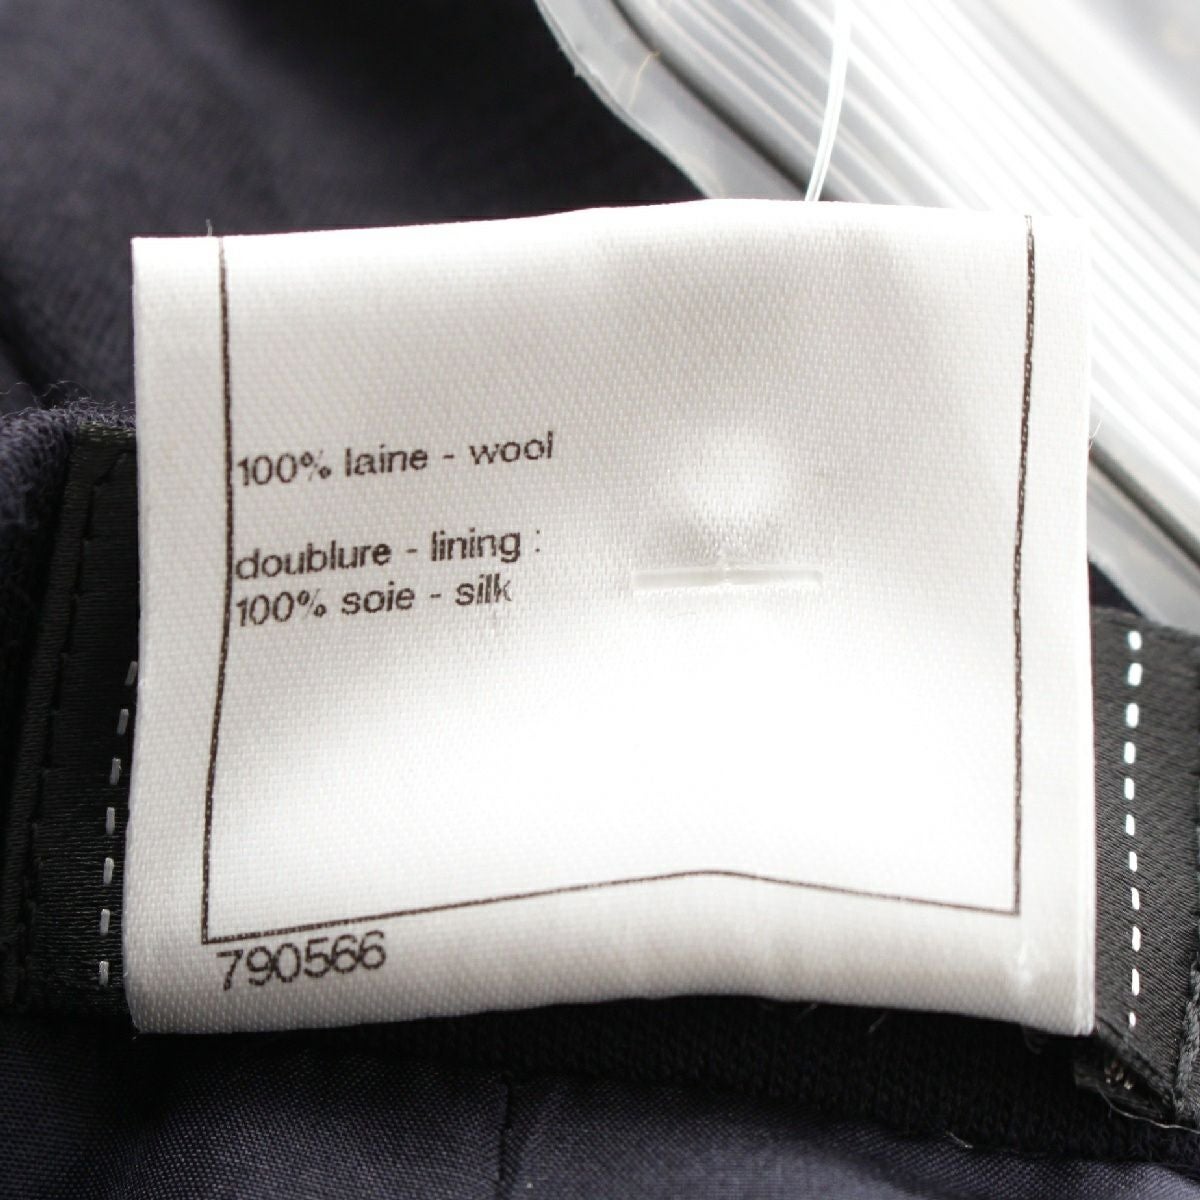 100% laine - wool
doublure - lining :
100% soie - silk
790566